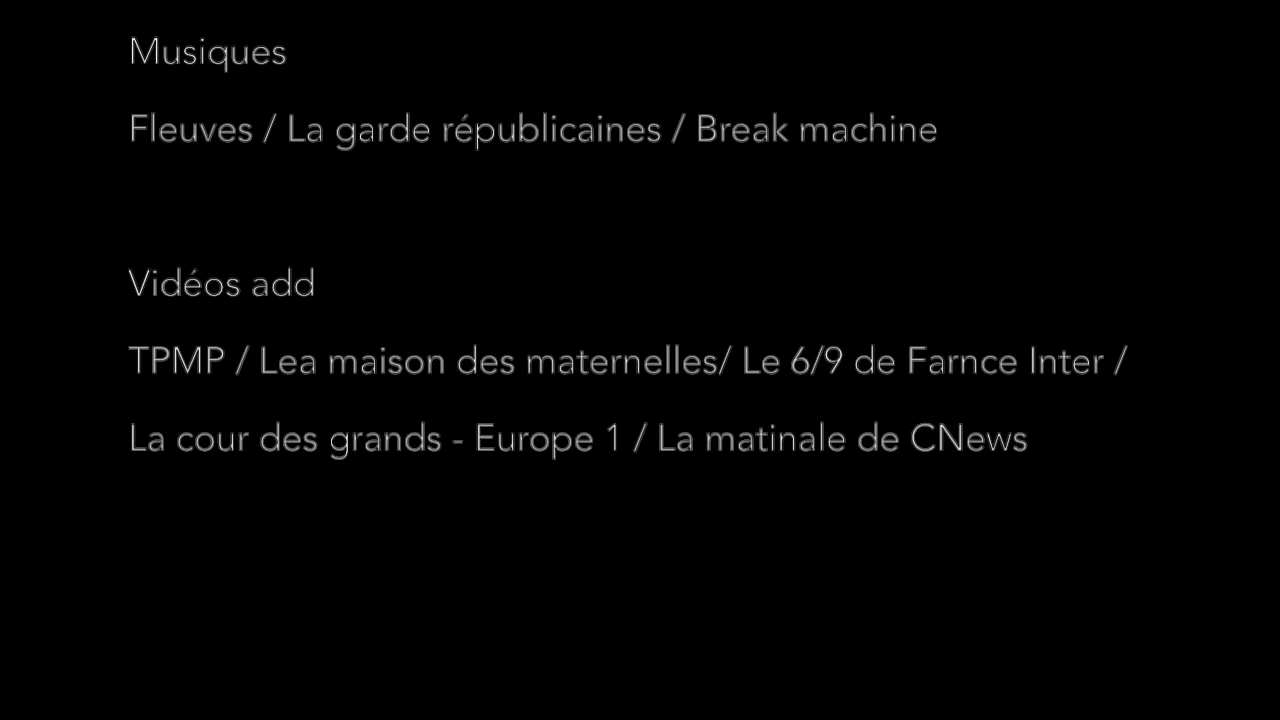 Musiques
Fleuves / La garde républicaines / Break machine
Vidéos add
TPMP / Lea maison des maternelles/ Le 6/9 de Farnce Inter /
La cour des grands - Europe 1 / La matinale de CNews